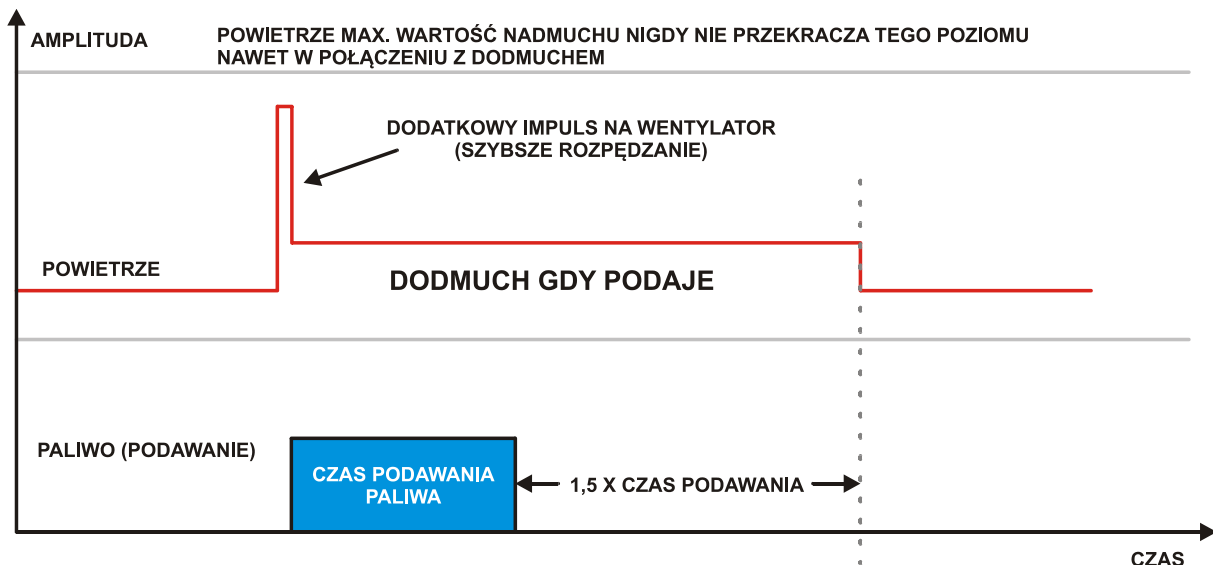 AMPLITUDA
POWIETRZE MAX. WARTOŚĆ NADMUCHU NIGDY NIE PRZEKRACZA TEGO POZIOMU
NAWET W POŁĄCZENIU Z DODMUCHEM
DODATKOWY IMPULS NA WENTYLATOR
(SZYBSZE ROZPĘDZANIE)
POWIETRZE
DODMUCH GDY PODAJE
PALIWO (PODAWANIE)
CZAS PODAWANIA
PALIWA
1,5 X CZAS PODAWANIA
CZAS